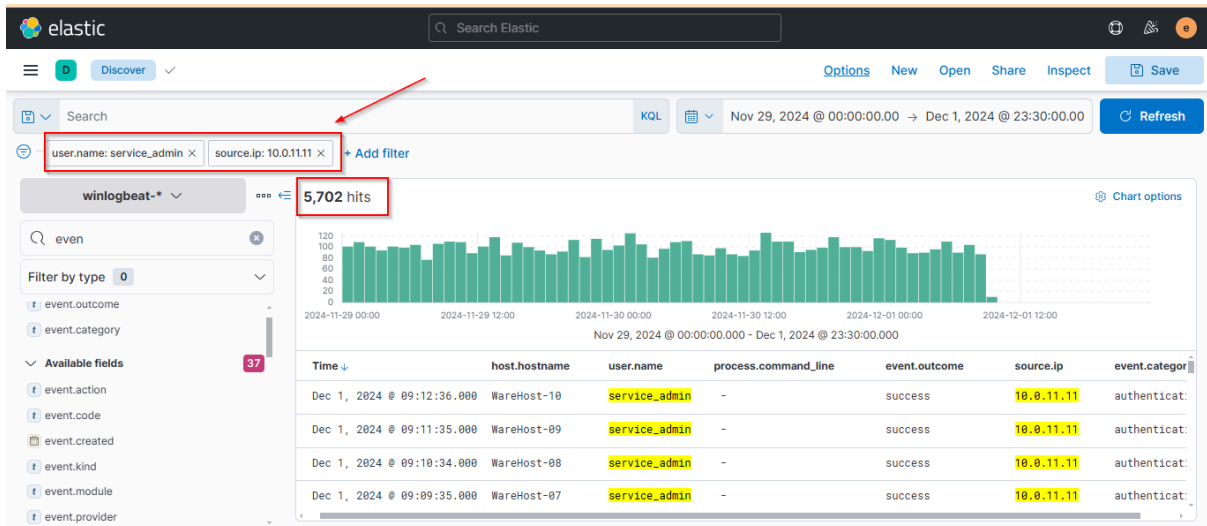 elastic
Search Elastic
e
D Discover Options New Open Share Inspect Save
Search KQL Nov 29, 2024 @ 00:00:00.00 → Dec 1, 2024 @ 23:30:00.00 Refresh
user.name: service_admin × source.ip: 10.0.11.11 × + Add filter
winlogbeat-*
5,702 hits Chart options
even
Filter by type 0
t event.outcome
t event.category
Available fields 37
t event.action
t event.code
event.created
t event.kind
t event.module
t event.provider
120
100
80
60
40
20
0
2024-11-29 00:00 2024-11-29 12:00 2024-11-30 00:00 2024-11-30 12:00 2024-12-01 00:00 2024-12-01 12:00
Nov 29, 2024 @ 00:00:00.000 - Dec 1, 2024 @ 23:30:00.000
Time ↓ host.hostname user.name process.command_line event.outcome source.ip event.categor
Dec 1, 2024 @ 09:12:36.000 WareHost-10 service_admin - success 10.0.11.11 authenticat
Dec 1, 2024 @ 09:11:35.000 WareHost-09 service_admin - success 10.0.11.11 authenticat
Dec 1, 2024 @ 09:10:34.000 WareHost-08 service_admin - success 10.0.11.11 authenticat
Dec 1, 2024 @ 09:09:35.000 WareHost-07 service_admin - success 10.0.11.11 authenticat